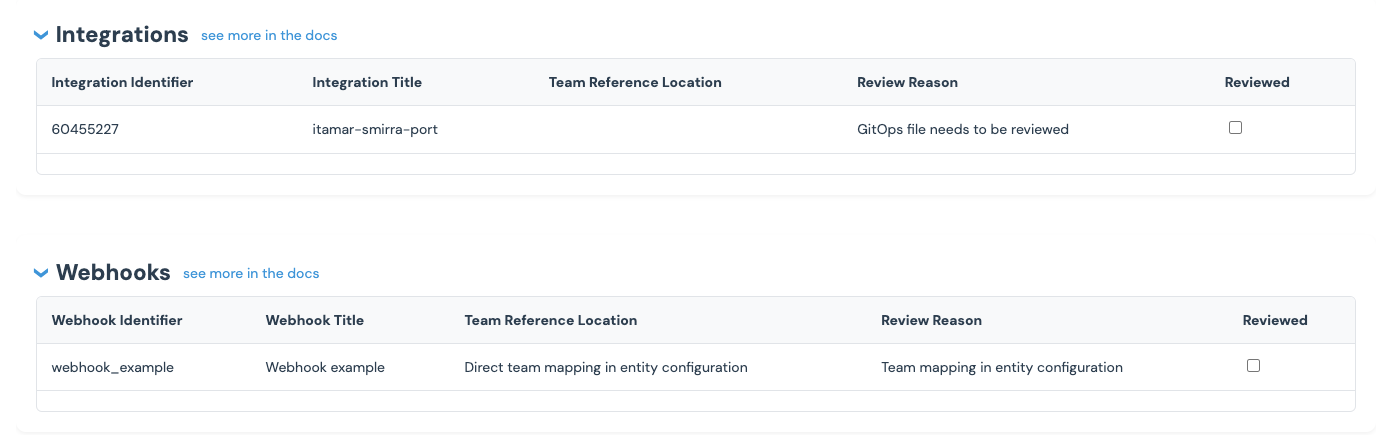 Integrations see more in the docs
Integration Identifier Integration Title Team Reference Location Review Reason Reviewed
60455227 itamar-smirra-port GitOps file needs to be reviewed
Webhooks see more in the docs
Webhook Identifier Webhook Title Team Reference Location Review Reason Reviewed
webhook_example Webhook example Direct team mapping in entity configuration Team mapping in entity configuration